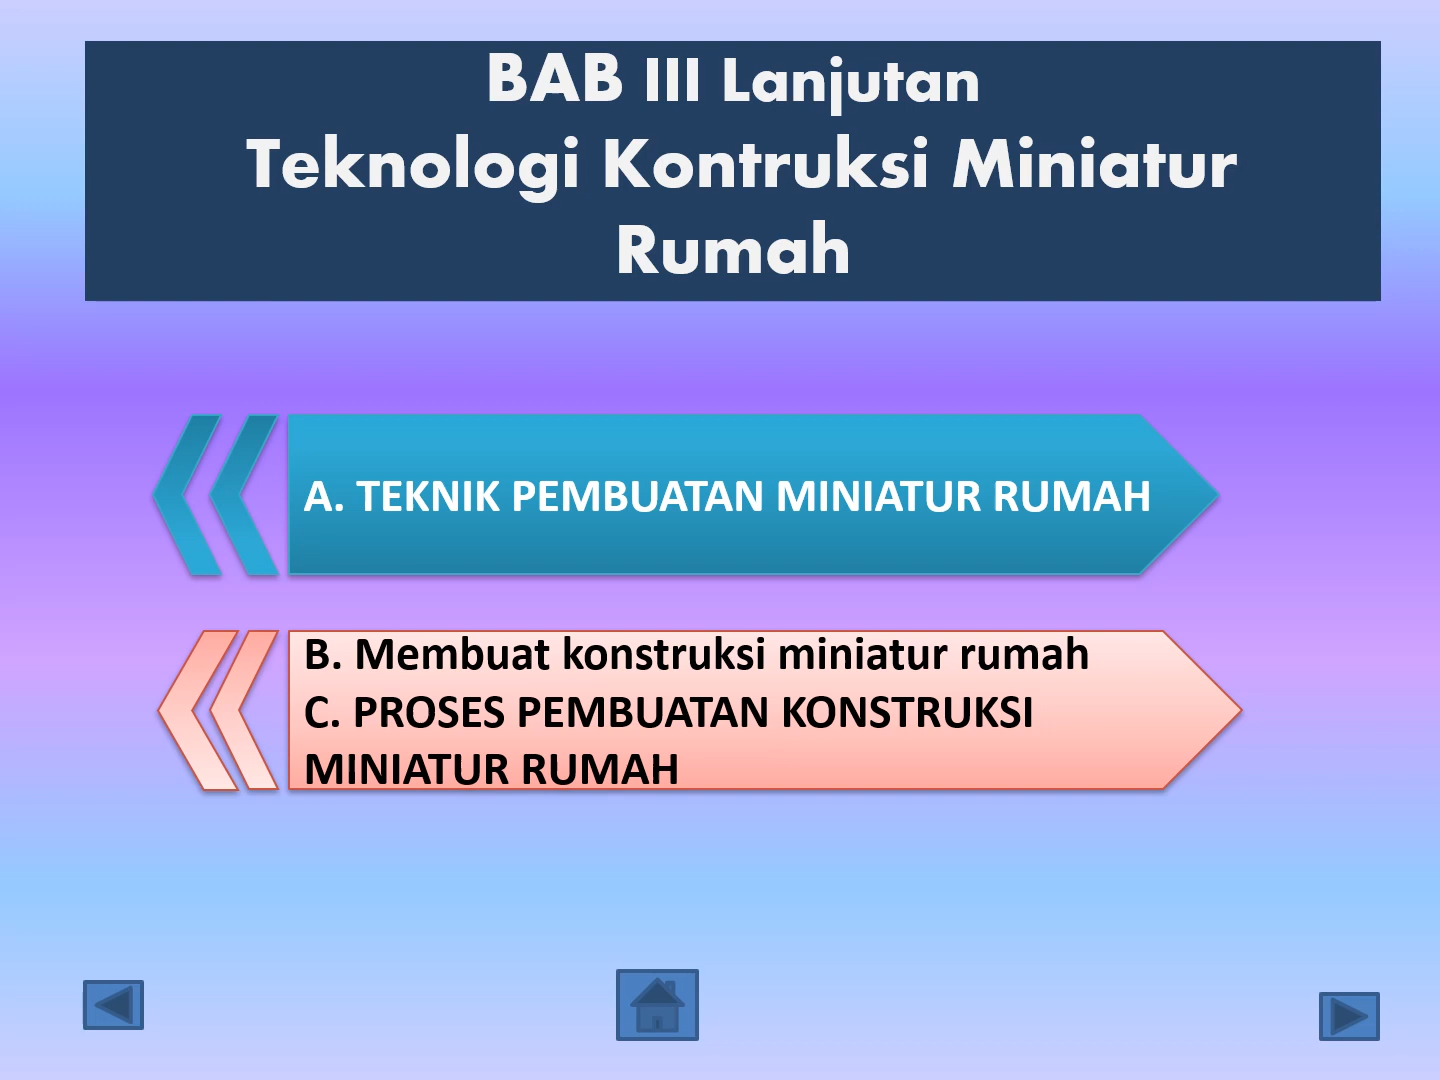 BAB III Lanjutan
Teknologi Kontruksi Miniatur
Rumah
A. TEKNIK PEMBUATAN MINIATUR RUMAH
B. Membuat konstruksi miniatur rumah
C. PROSES PEMBUATAN KONSTRUKSI
MINIATUR RUMAH